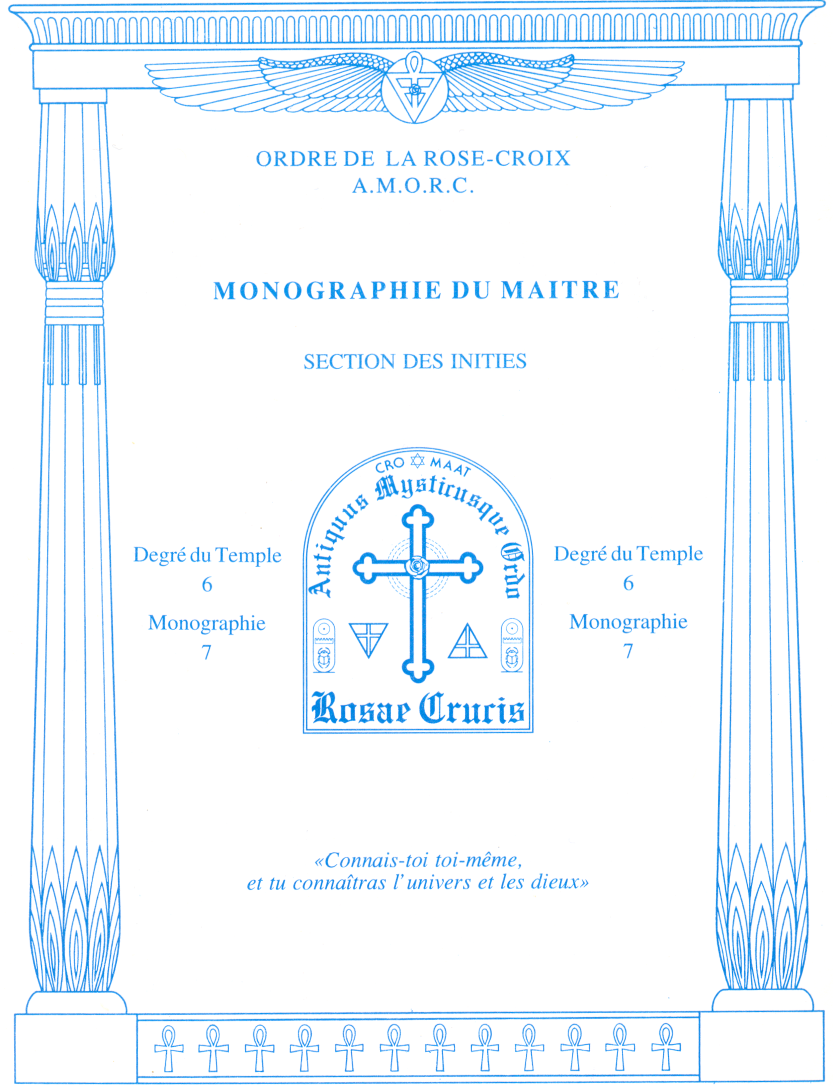 ORDRE DE LA ROSE-CROIX
A.M.O.R.C.
MONOGRAPHIE DU MAITRE
SECTION DES INITIES
CRO MAAT
Antiquus Mysticusque Ordo
Rosae Crucis
Degré du Temple
6
Monographie
7
Degré du Temple
6
Monographie
7
«Connais-toi toi-même,
et tu connaîtras l'univers et les dieux»